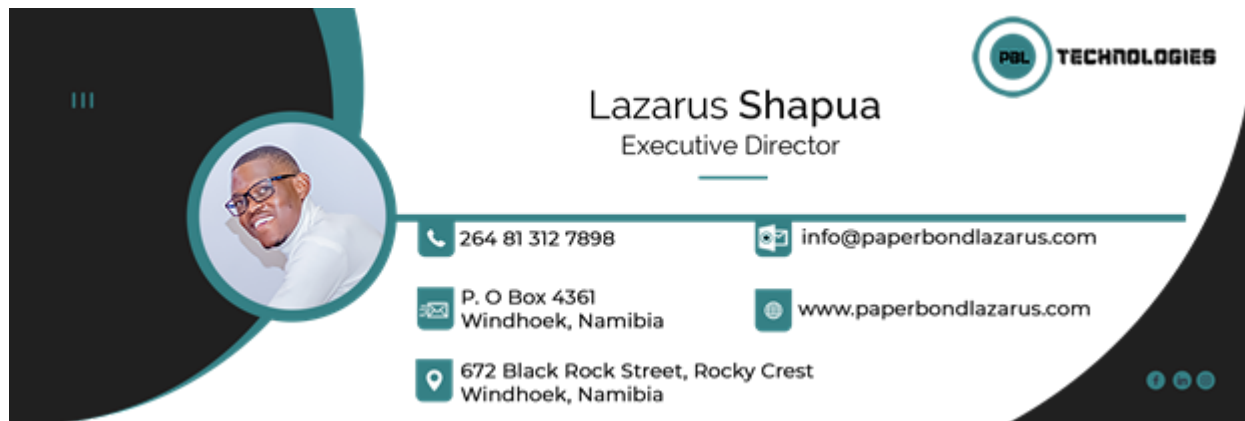 PBL TECHNOLOGIES
Lazarus Shapua
Executive Director
264 81 312 7898
info@paperbondlazarus.com
P. O Box 4361
Windhoek, Namibia
www.paperbondlazarus.com
672 Black Rock Street, Rocky Crest
Windhoek, Namibia